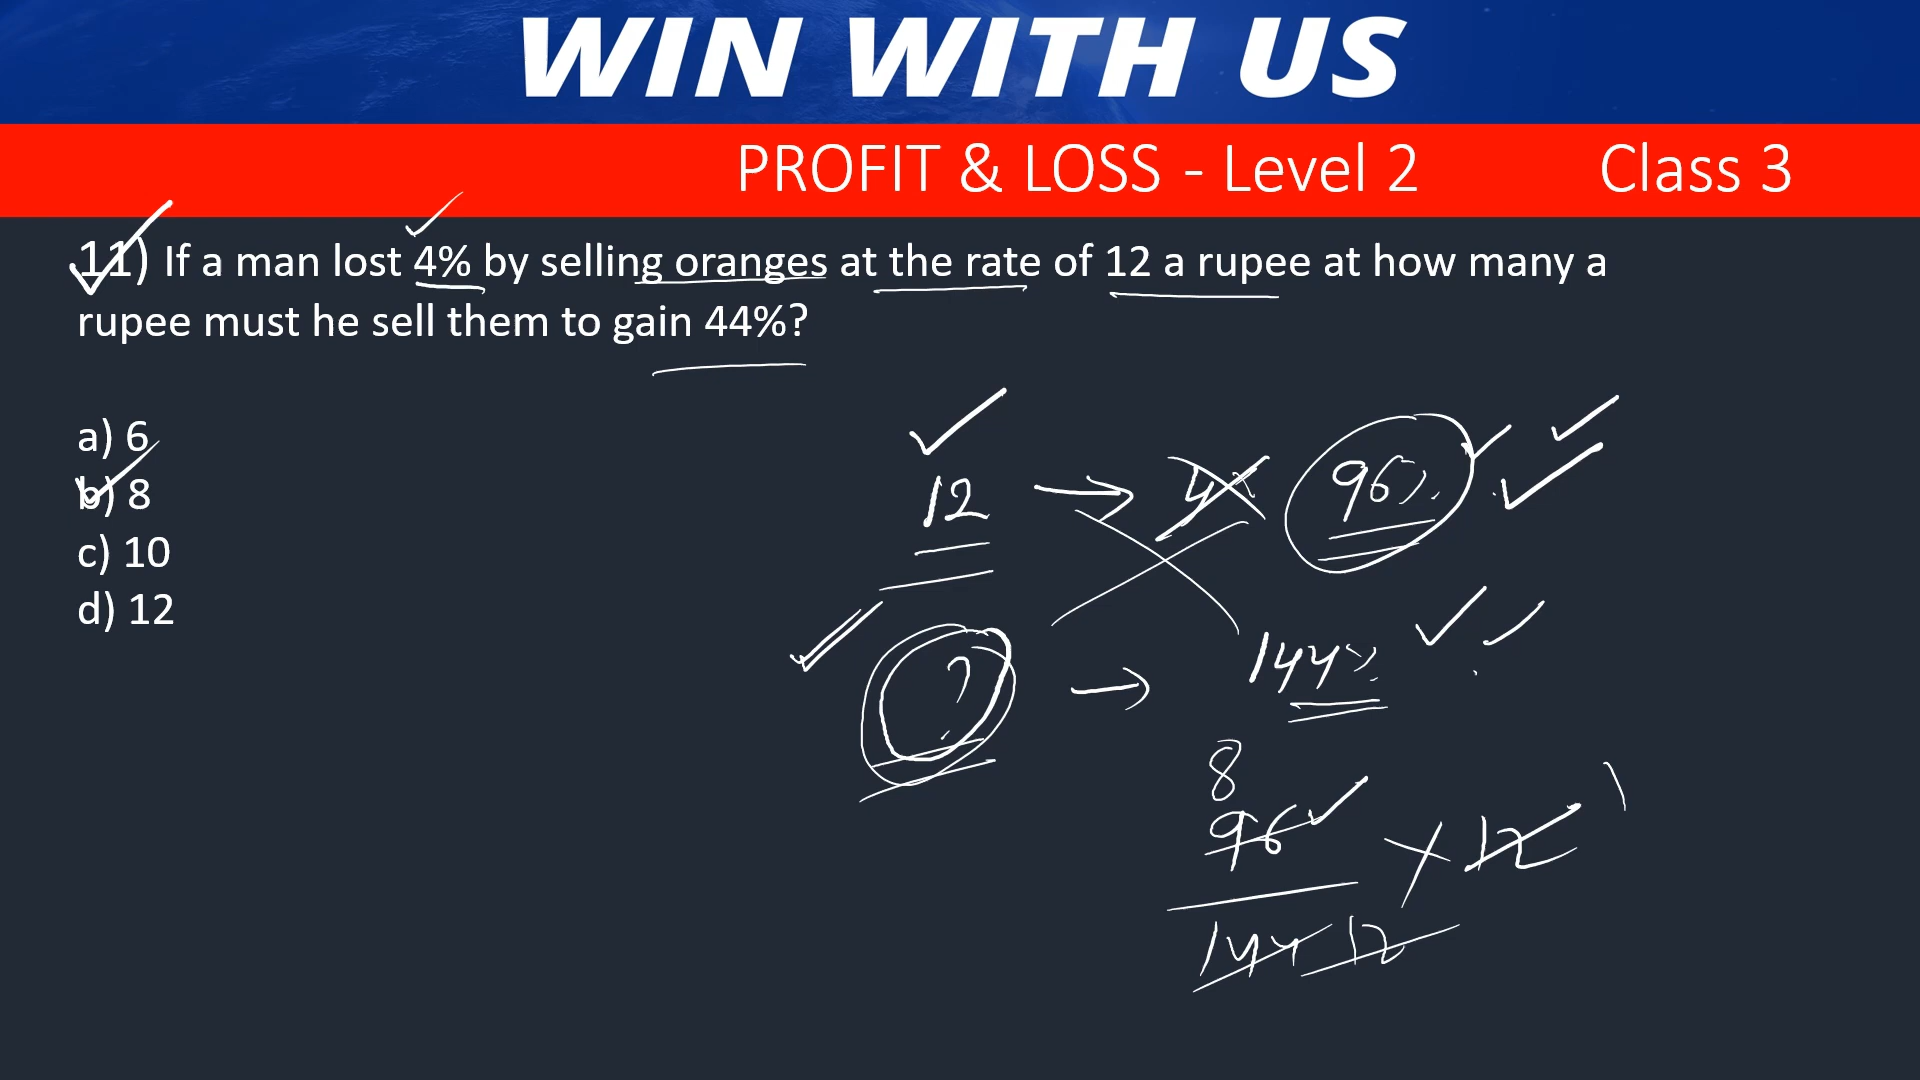 WIN WITH US
PROFIT & LOSS - Level 2 Class 3
11) If a man lost 4% by selling oranges at the rate of 12 a rupee at how many a
rupee must he sell them to gain 44%?
a) 6
b) 8
c) 10
d) 12
12 → 4% 96%
? → 144%
8
96 × 12
144 12